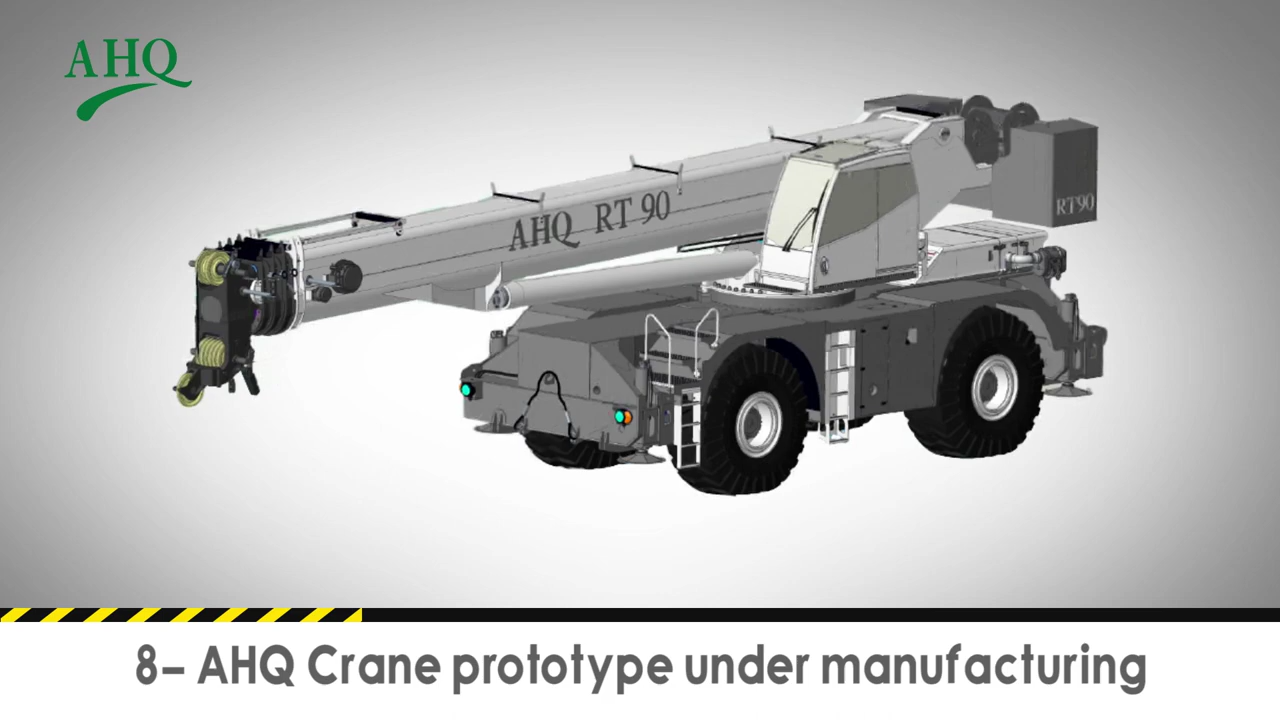 AHQ
AHQ RT 90
RT90
8- AHQ Crane prototype under manufacturing